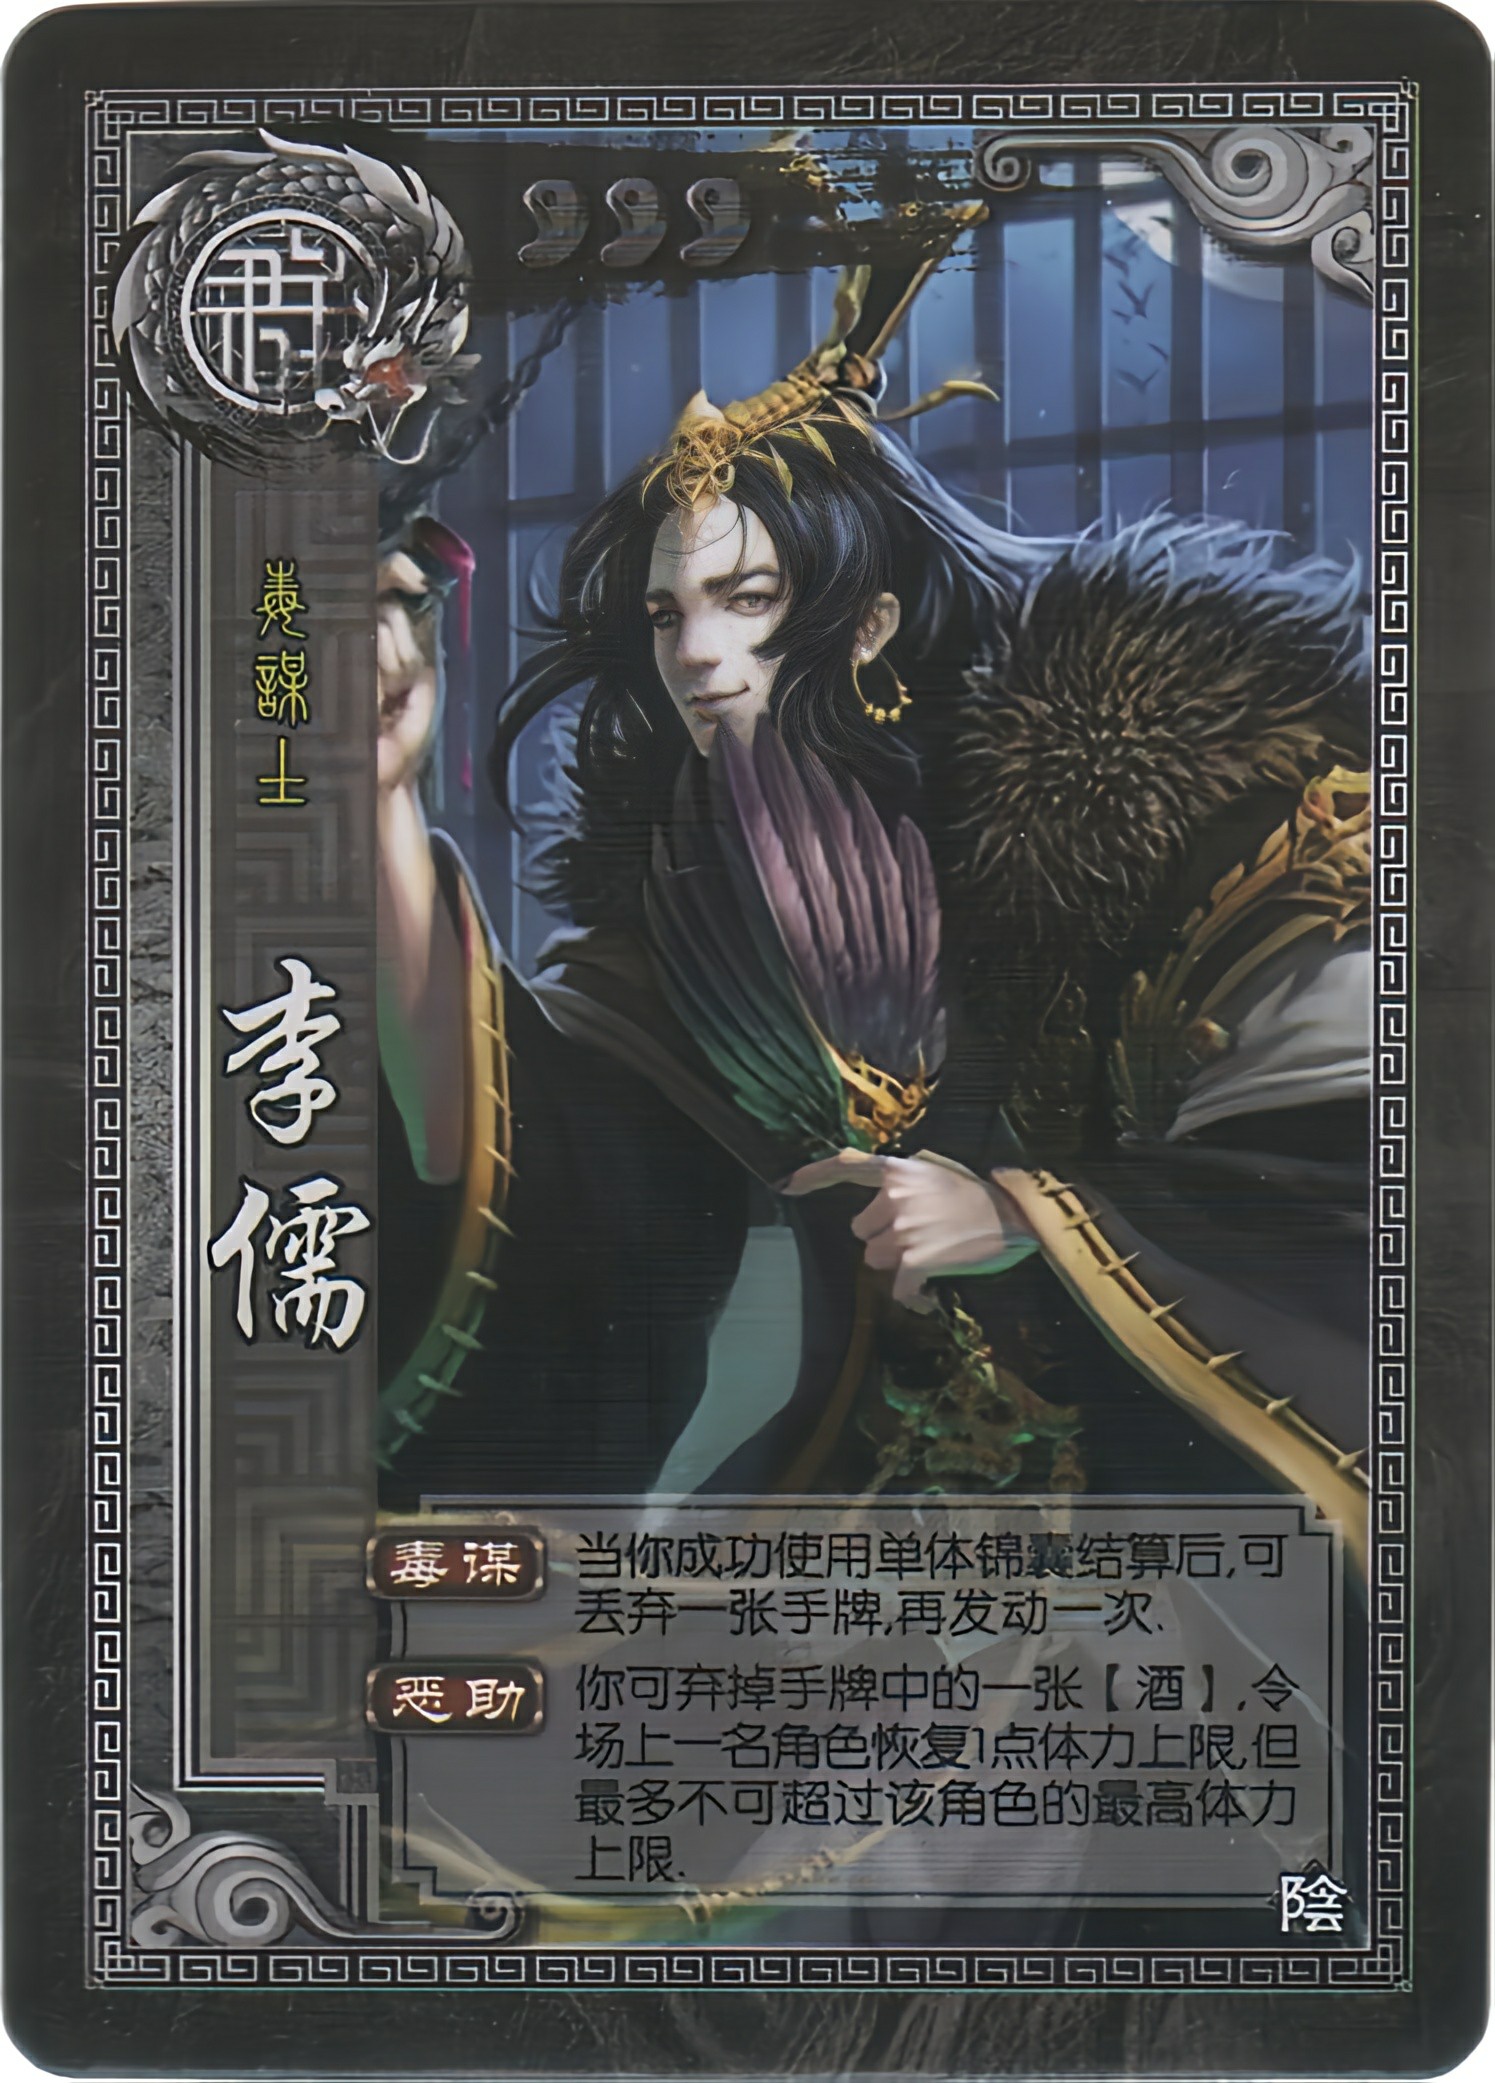 群
毒謀士
李儒
毒谋
当你成功使用单体锦囊结算后,可
丢弃一张手牌,再发动一次.
恶助
你可弃掉手牌中的一张【酒】,令
场上一名角色恢复1点体力上限,但
最多不可超过该角色的最高体力
上限.
陰